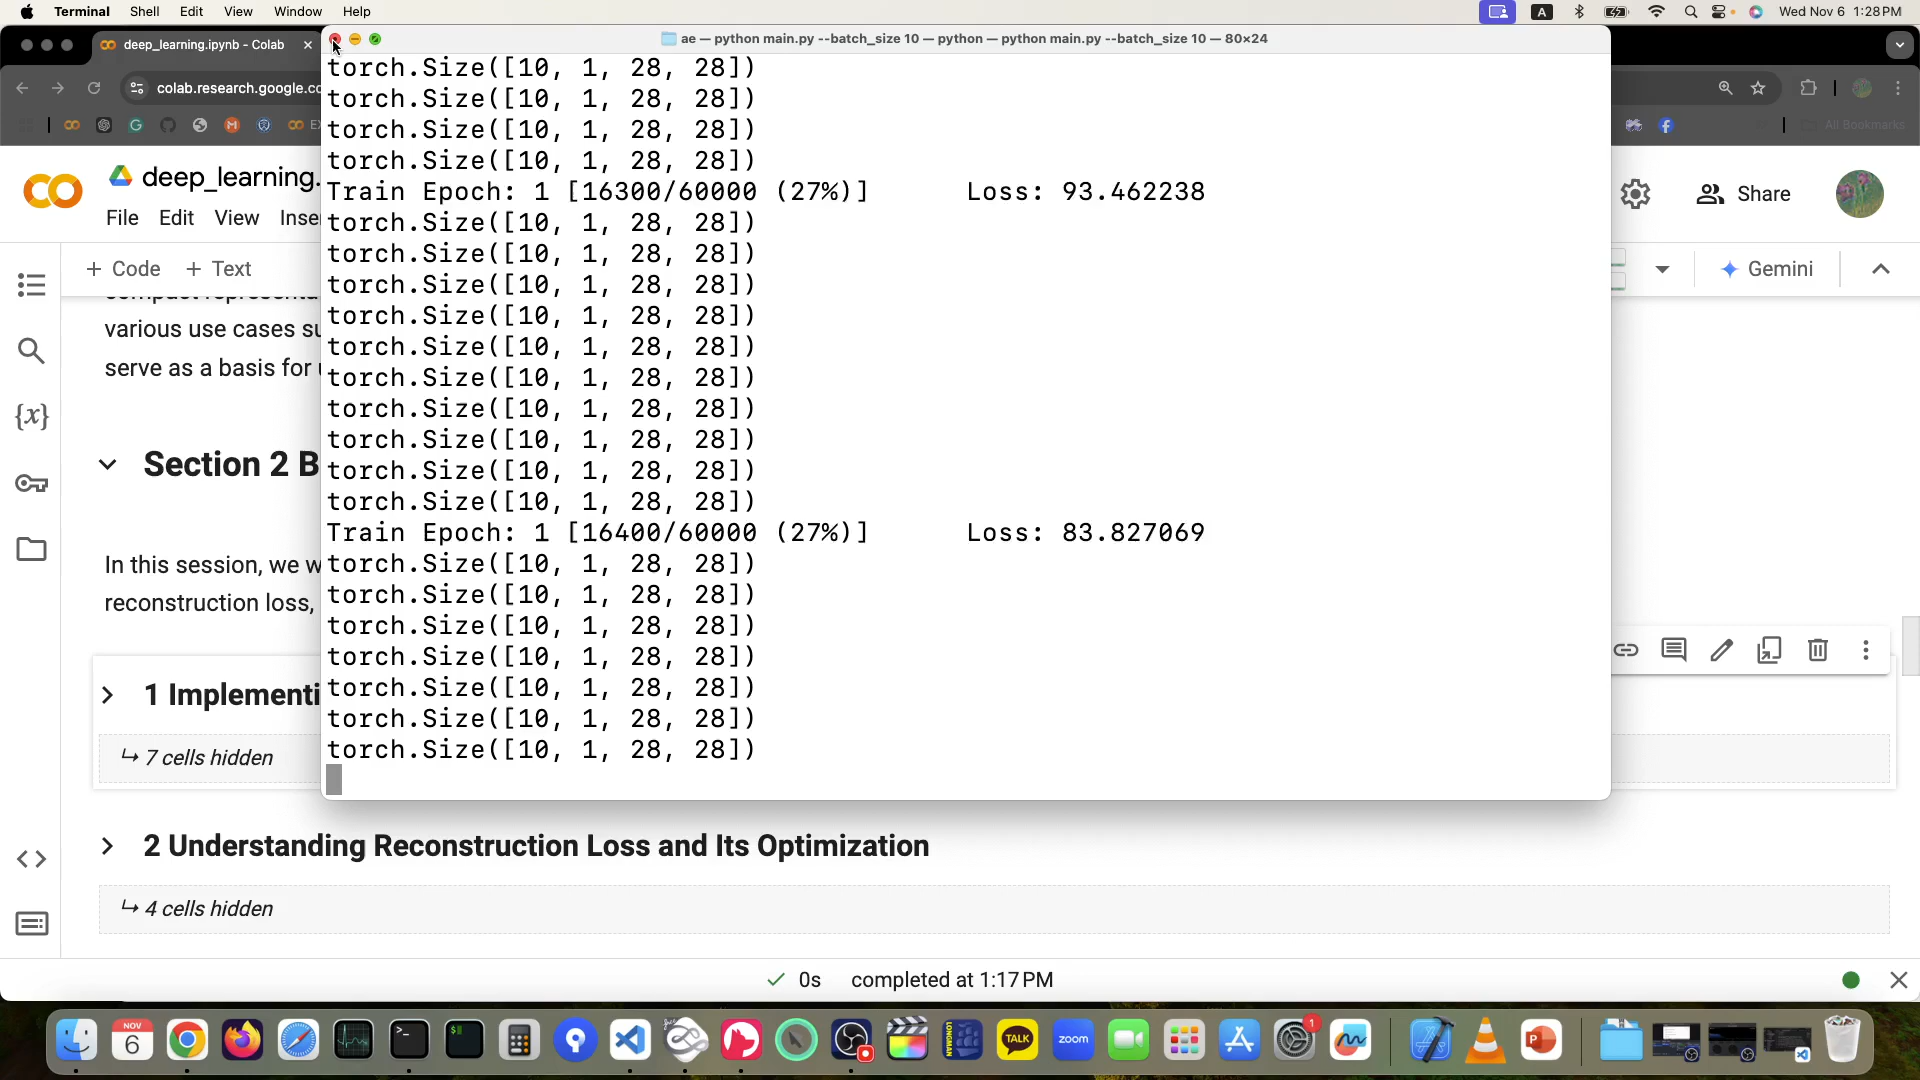 Terminal Shell Edit View Window Help
A
Wed Nov 6 1:28 PM
deep_learning.ipynb - Colab
ae — python main.py --batch_size 10 — python — python main.py --batch_size 10 — 80×24
colab.research.google.co
All Bookmarks
torch.Size([10, 1, 28, 28])
torch.Size([10, 1, 28, 28])
torch.Size([10, 1, 28, 28])
torch.Size([10, 1, 28, 28])
Train Epoch: 1 [16300/60000 (27%)] Loss: 93.462238
torch.Size([10, 1, 28, 28])
torch.Size([10, 1, 28, 28])
torch.Size([10, 1, 28, 28])
torch.Size([10, 1, 28, 28])
torch.Size([10, 1, 28, 28])
torch.Size([10, 1, 28, 28])
torch.Size([10, 1, 28, 28])
torch.Size([10, 1, 28, 28])
torch.Size([10, 1, 28, 28])
torch.Size([10, 1, 28, 28])
Train Epoch: 1 [16400/60000 (27%)] Loss: 83.827069
torch.Size([10, 1, 28, 28])
torch.Size([10, 1, 28, 28])
torch.Size([10, 1, 28, 28])
torch.Size([10, 1, 28, 28])
torch.Size([10, 1, 28, 28])
torch.Size([10, 1, 28, 28])
torch.Size([10, 1, 28, 28])
deep_learning.
File Edit View Inse
Share
+ Code + Text
Gemini
various use cases su
serve as a basis for
Section 2 B
In this session, we w
reconstruction loss,
1 Implementi
7 cells hidden
2 Understanding Reconstruction Loss and Its Optimization
4 cells hidden
0s completed at 1:17 PM
NOV
6
TALK
zoom
1